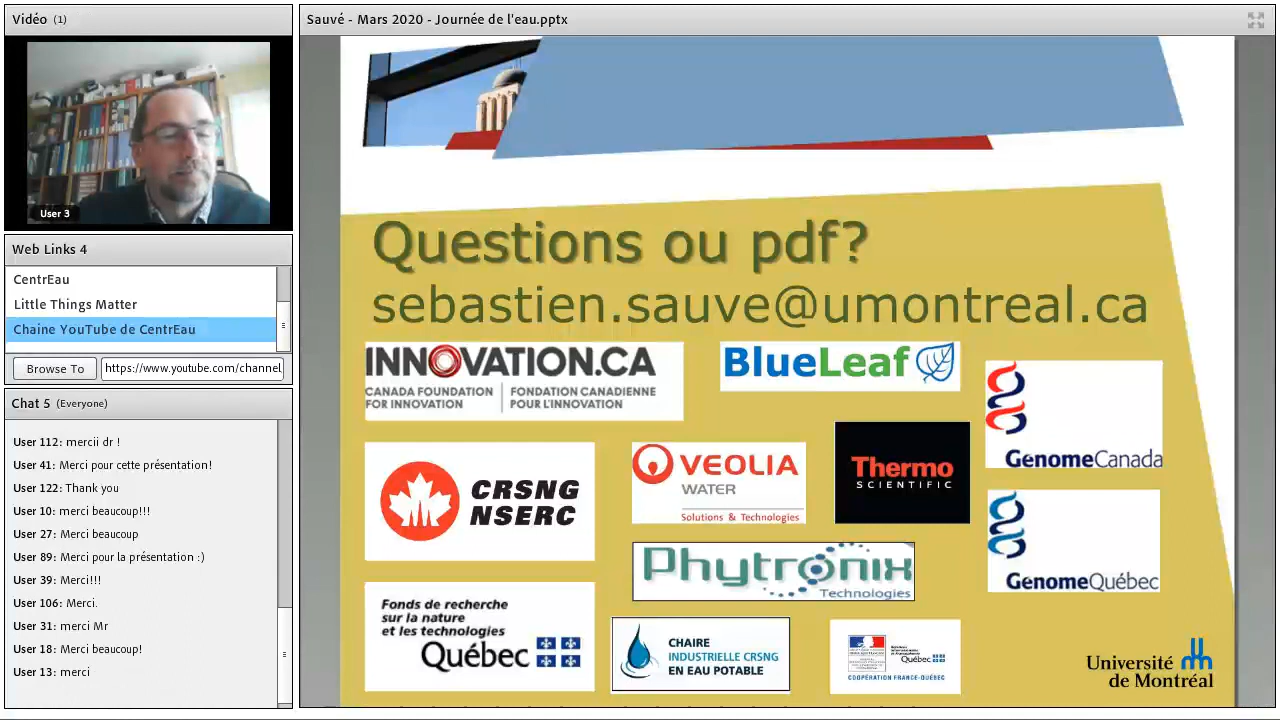 Vidéo (1)
User 3
Web Links 4
CentrEau
Little Things Matter
Chaine YouTube de CentrEau
Browse To
https://www.youtube.com/channel,
Chat 5 (Everyone)
User 112: mercii dr !
User 41: Merci pour cette présentation!
User 122: Thank you
User 10: merci beaucoup!!!
User 27: Merci beaucoup
User 89: Merci pour la présentation :)
User 39: Merci!!!
User 106: Merci.
User 31: merci Mr
User 18: Merci beaucoup!
User 13: merci
Sauvé - Mars 2020 - Journée de l'eau.pptx
Questions ou pdf?
sebastien.sauve@umontreal.ca
INNOVATION.CA
CANADA FOUNDATION
FOR INNOVATION
FONDATION CANADIENNE
POUR L'INNOVATION
BlueLeaf
GenomeCanada
CRSNG
NSERC
VEOLIA
WATER
Solutions & Technologies
Thermo
SCIENTIFIC
GenomeQuébec
Phytronix
Technologies
Fonds de recherche
sur la nature
et les technologies
Québec
CHAIRE
INDUSTRIELLE CRSNG
EN EAU POTABLE
Québec
COOPÉRATION FRANCE-QUÉBEC
Université
de Montréal